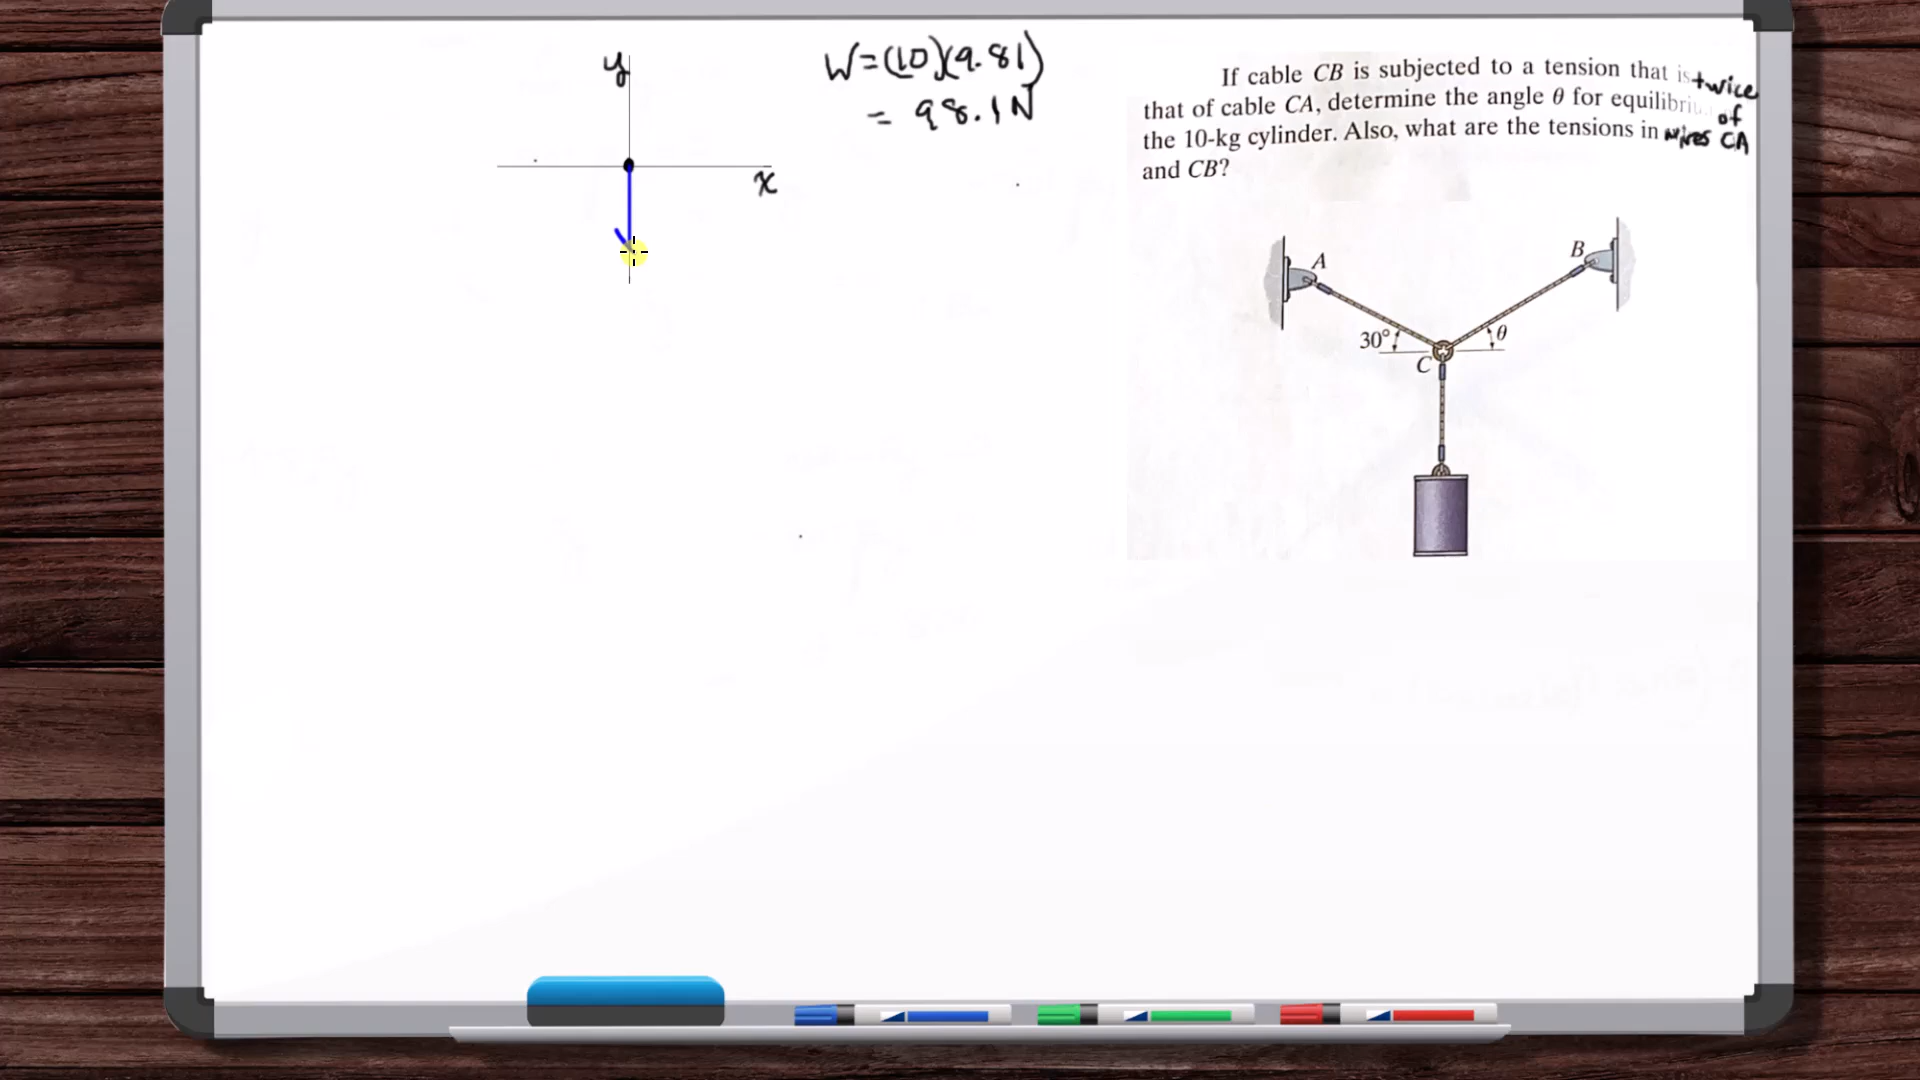 y
x
W=(10)(9.81)
= 98.1N
If cable CB is subjected to a tension that is twice
that of cable CA, determine the angle θ for equilibrium of
the 10-kg cylinder. Also, what are the tensions in wires CA
and CB?
A
B
30°
θ
C